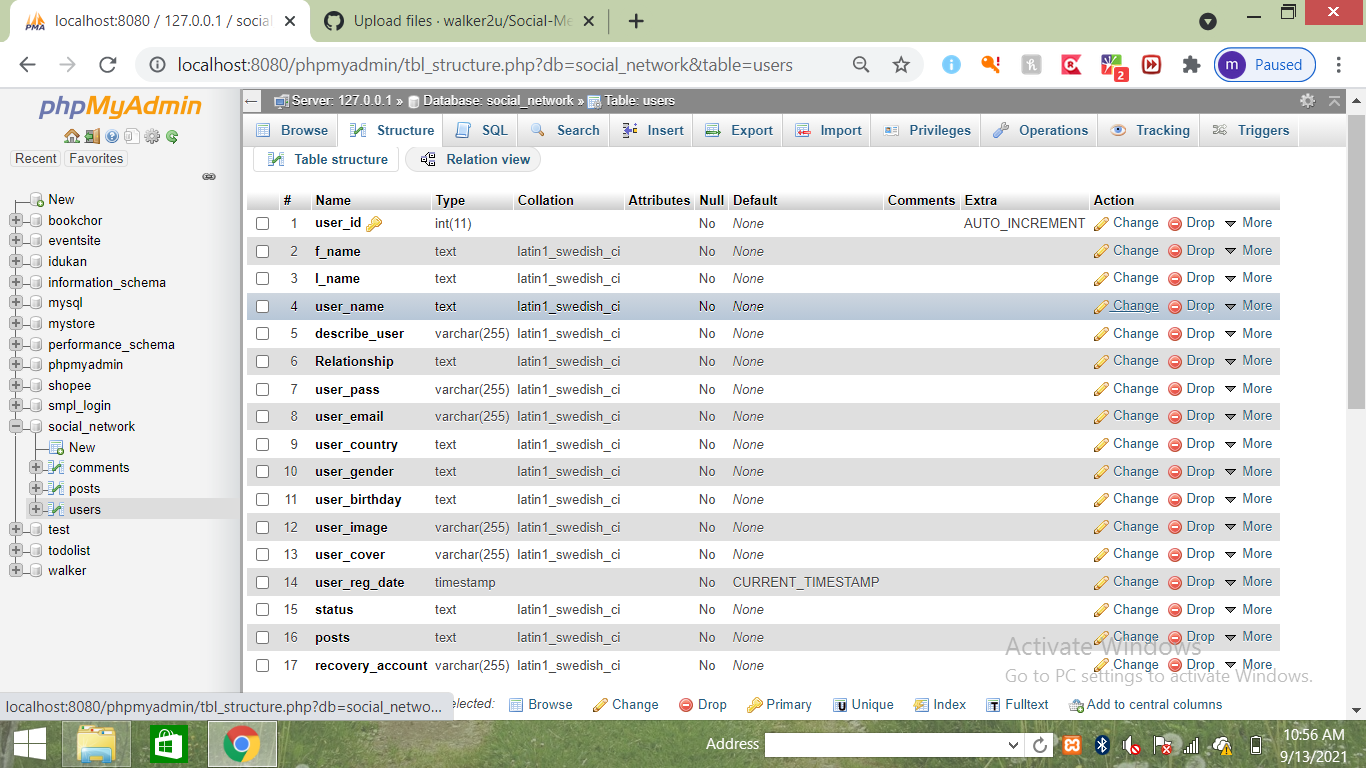 localhost:8080 / 127.0.0.1 / social
Upload files · walker2u/Social-Me
localhost:8080/phpmyadmin/tbl_structure.php?db=social_network&table=users
2
m Paused
phpMyAdmin
Recent Favorites
New
bookchor
eventsite
idukan
information_schema
mysql
mystore
performance_schema
phpmyadmin
shopee
smpl_login
social_network
New
comments
posts
users
test
todolist
walker
Server: 127.0.0.1 » Database: social_network » Table: users
Browse Structure SQL Search Insert Export Import Privileges Operations Tracking Triggers
Table structure Relation view
# Name Type Collation Attributes Null Default Comments Extra Action
1 user_id int(11) No None AUTO_INCREMENT Change Drop More
2 f_name text latin1_swedish_ci No None Change Drop More
3 l_name text latin1_swedish_ci No None Change Drop More
4 user_name text latin1_swedish_ci No None Change Drop More
5 describe_user varchar(255) latin1_swedish_ci No None Change Drop More
6 Relationship text latin1_swedish_ci No None Change Drop More
7 user_pass varchar(255) latin1_swedish_ci No None Change Drop More
8 user_email varchar(255) latin1_swedish_ci No None Change Drop More
9 user_country text latin1_swedish_ci No None Change Drop More
10 user_gender text latin1_swedish_ci No None Change Drop More
11 user_birthday text latin1_swedish_ci No None Change Drop More
12 user_image varchar(255) latin1_swedish_ci No None Change Drop More
13 user_cover varchar(255) latin1_swedish_ci No None Change Drop More
14 user_reg_date timestamp No CURRENT_TIMESTAMP Change Drop More
15 status text latin1_swedish_ci No None Change Drop More
16 posts text latin1_swedish_ci No None Change Drop More
17 recovery_account varchar(255) latin1_swedish_ci No None Change Drop More
Activate Windows
Go to PC settings to activate Windows.
elected: Browse Change Drop Primary Unique Index Fulltext Add to central columns
localhost:8080/phpmyadmin/tbl_structure.php?db=social_netwo...
Address
10:56 AM
9/13/2021